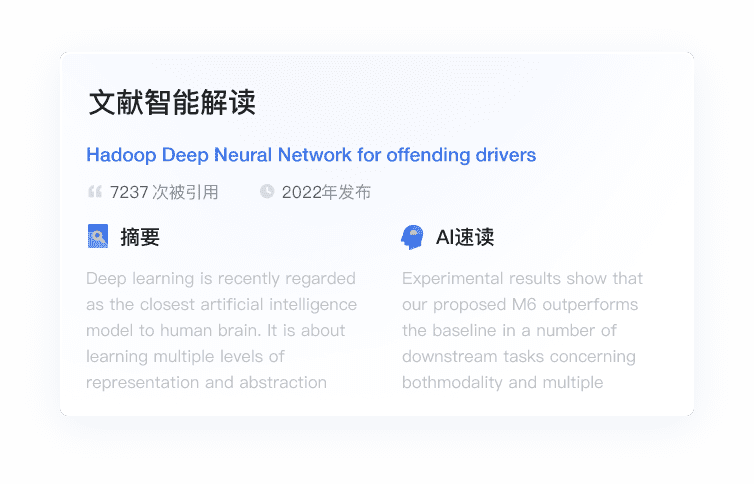 文献智能解读
Hadoop Deep Neural Network for offending drivers
7237 次被引用 2022年发布
摘要
Deep learning is recently regarded
as the closest artificial intelligence
model to human brain. It is about
learning multiple levels of
representation and abstraction
AI速读
Experimental results show that
our proposed M6 outperforms
the baseline in a number of
downstream tasks concerning
bothmodality and multiple